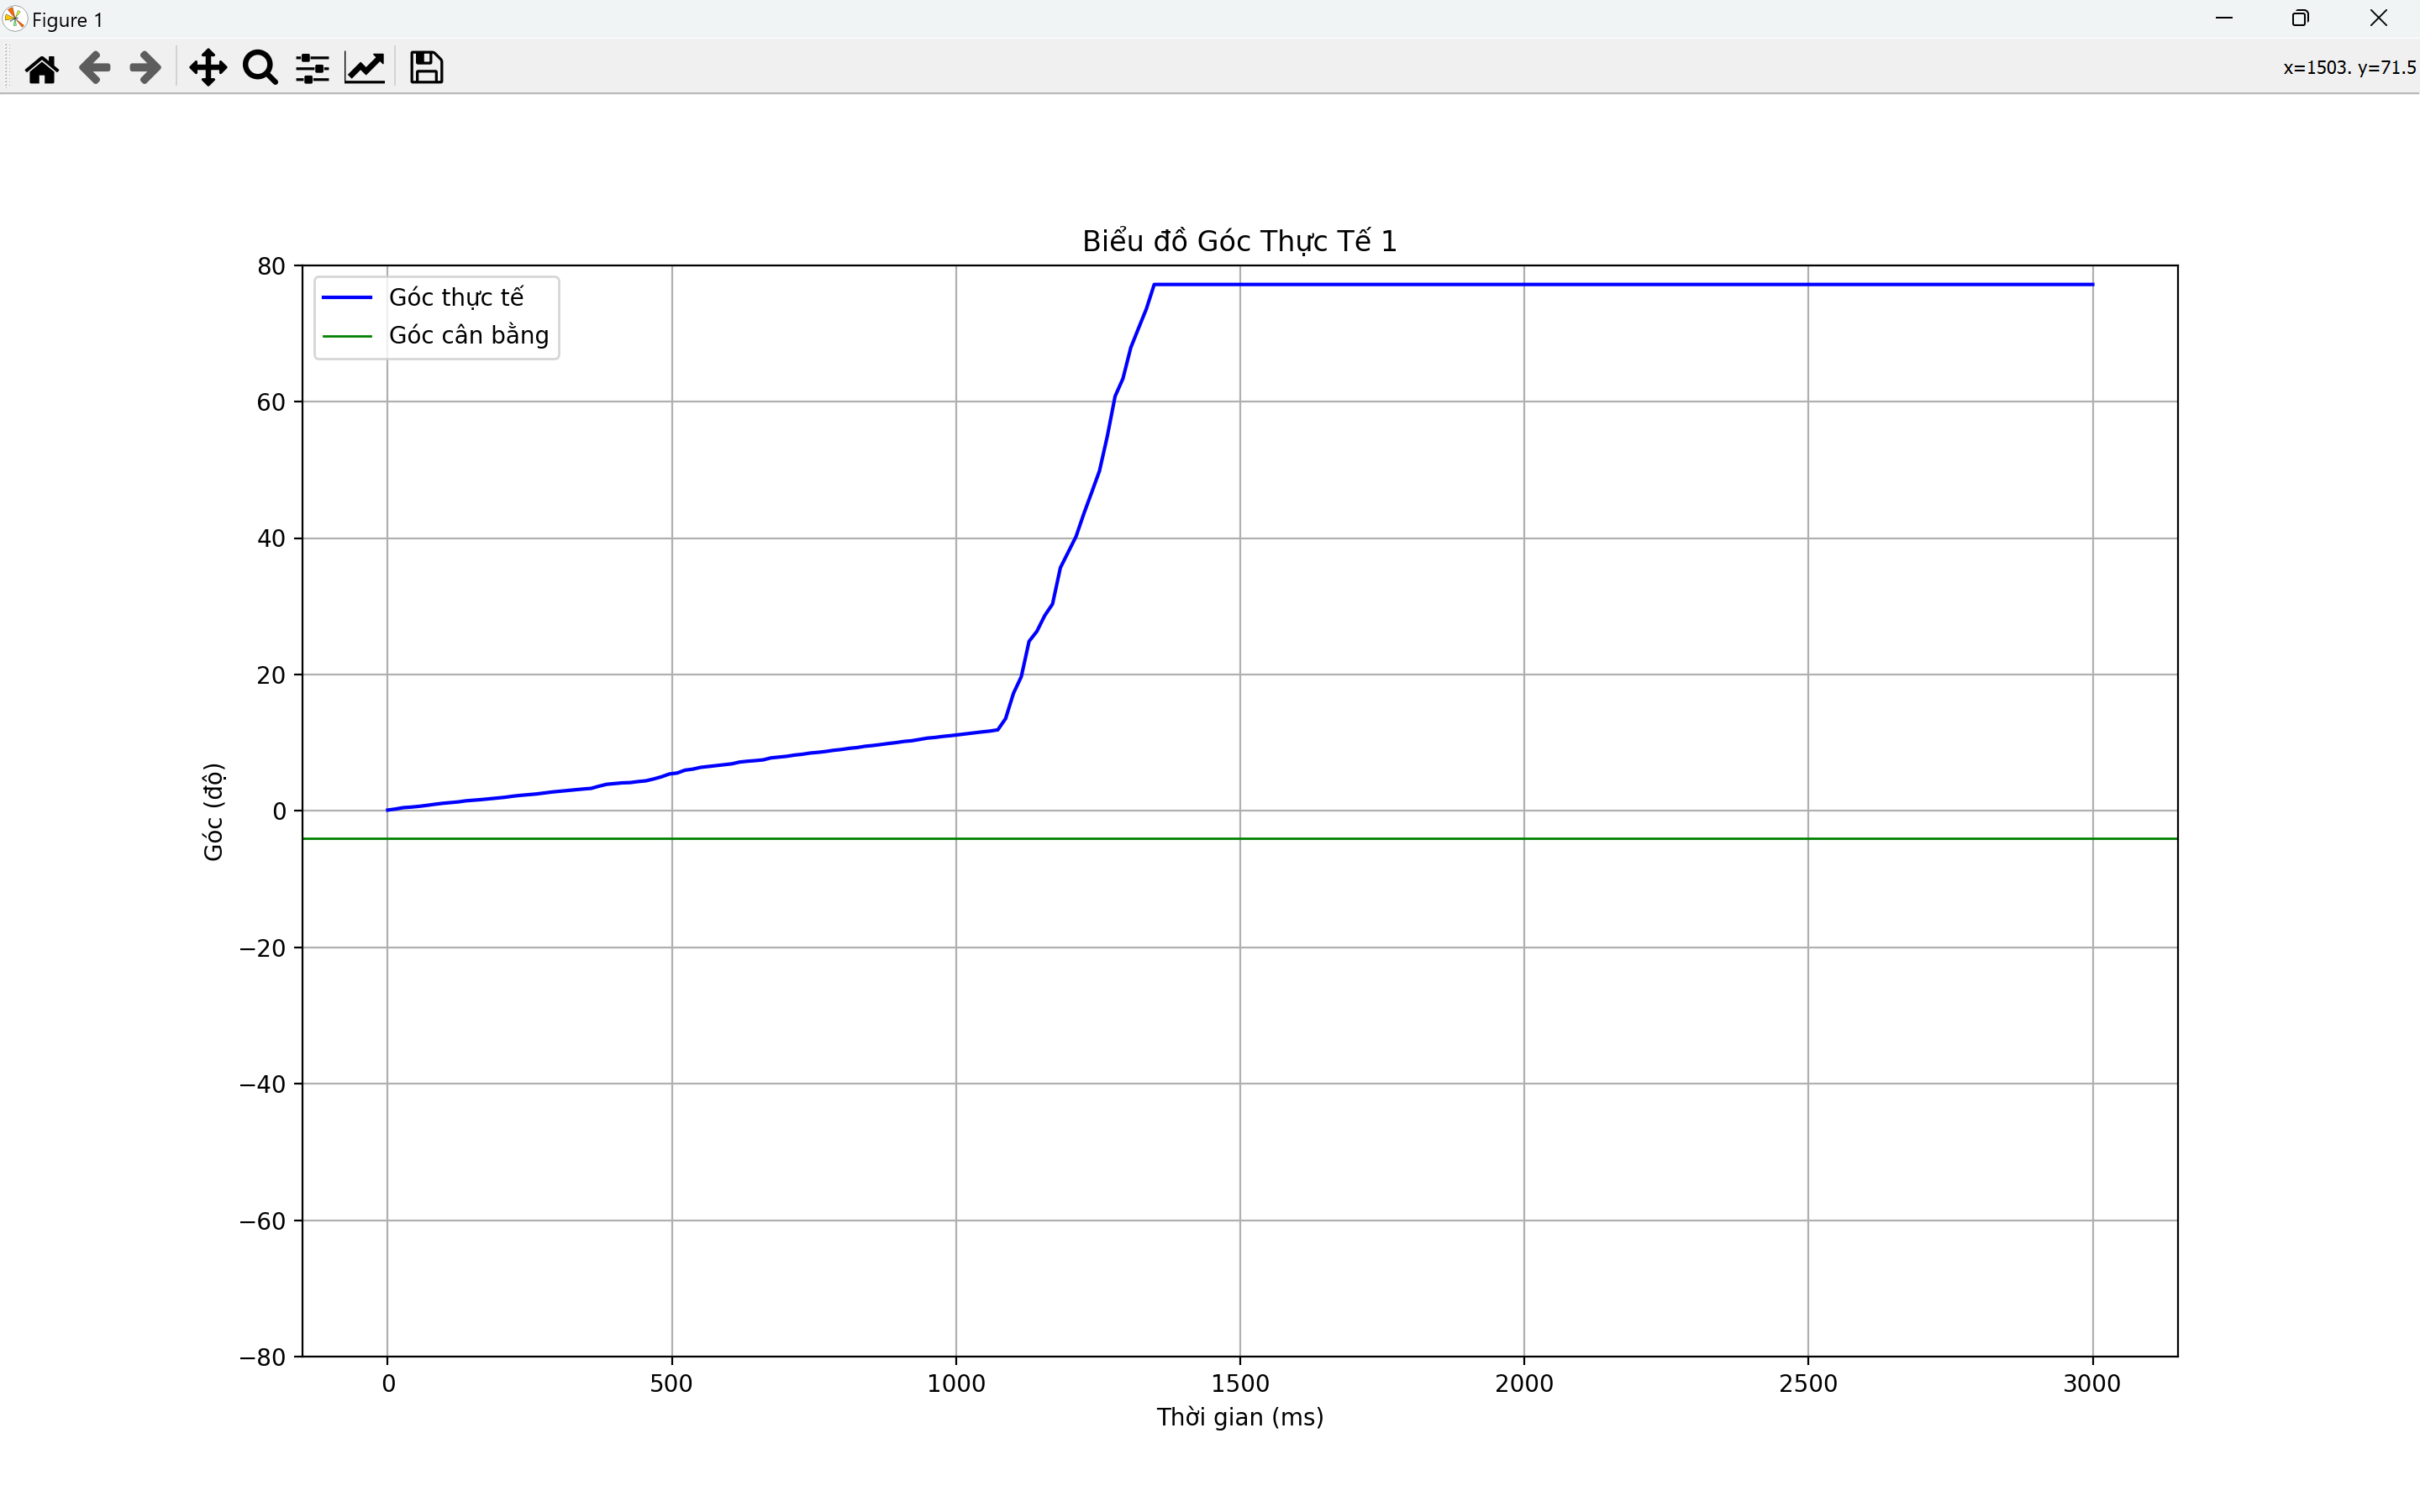 Figure 1
x=1503. y=71.5
Biểu đồ Góc Thực Tế 1
Góc thực tế
Góc cân bằng
80
60
40
20
0
−20
−40
−60
−80
Góc (độ)
0 500 1000 1500 2000 2500 3000
Thời gian (ms)